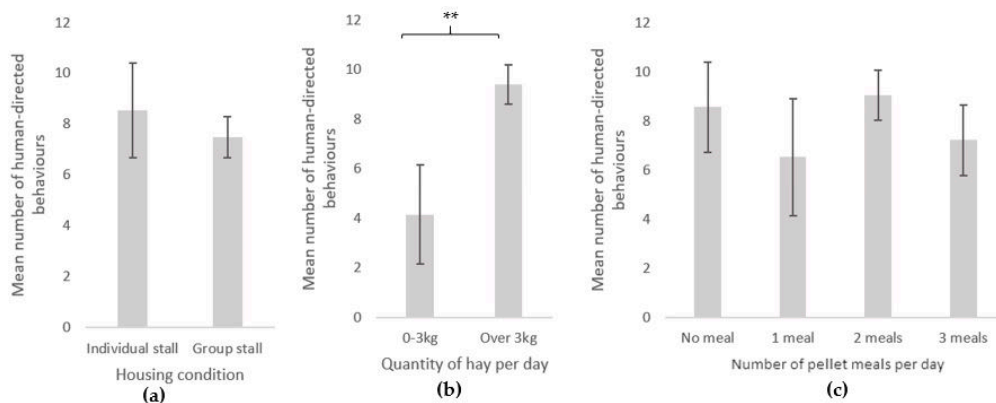 Mean number of human-directed
behaviours
12
10
8
6
4
2
0
Individual stall Group stall
Housing condition
(a)
Mean number of human-directed
behaviours
12
10
8
6
4
2
0
**
0-3kg Over 3kg
Quantity of hay per day
(b)
Mean number of human-directed
behaviours
12
10
8
6
4
2
0
No meal 1 meal 2 meals 3 meals
Number of pellet meals per day
(c)